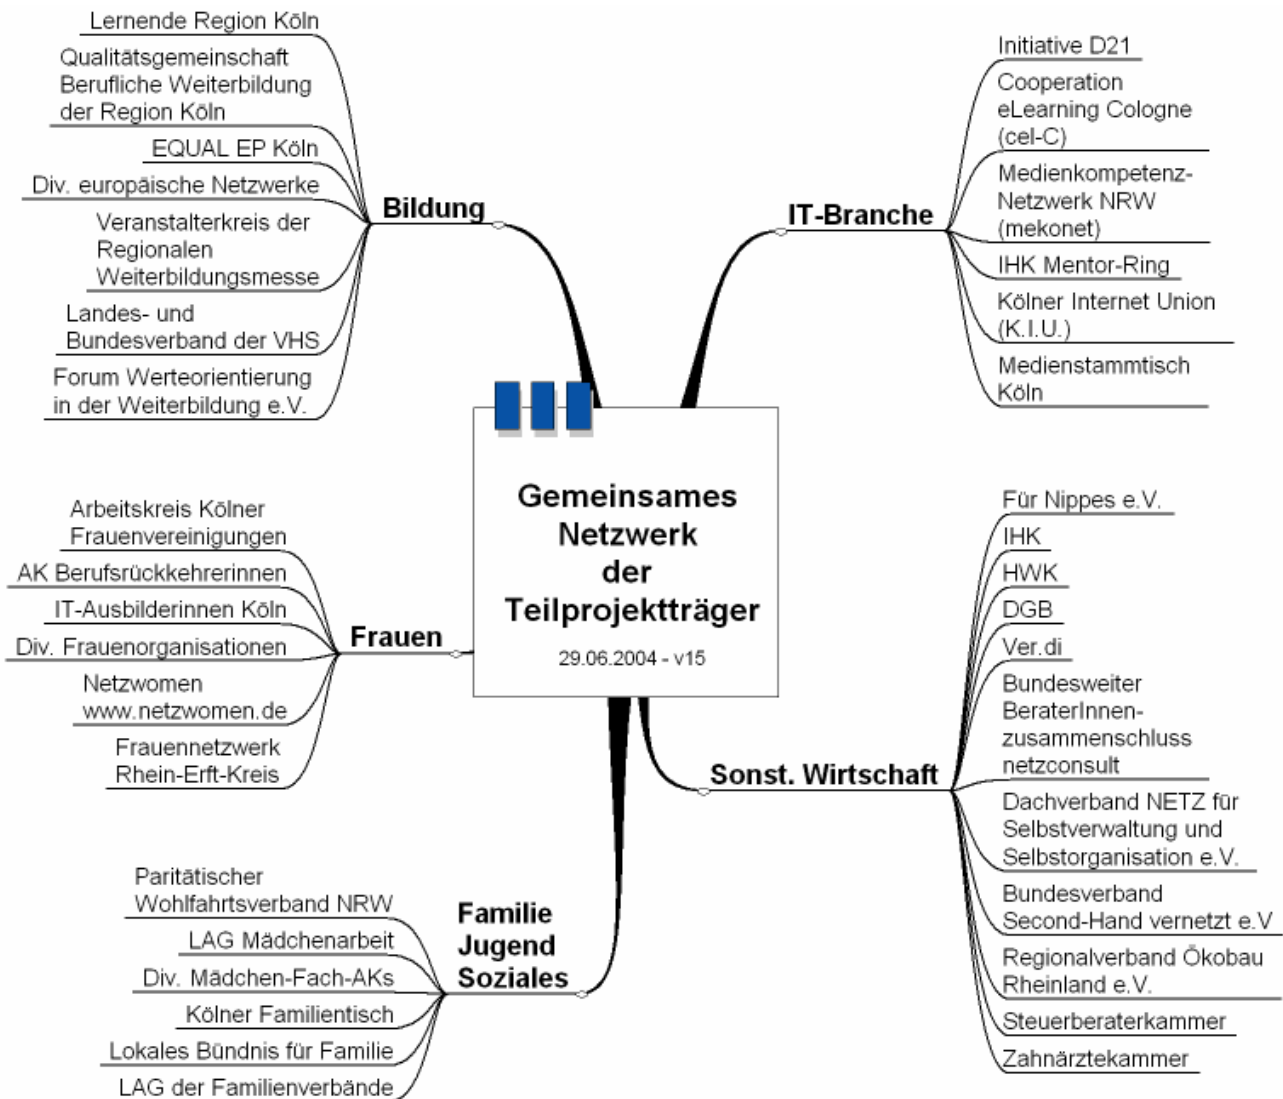 Lernende Region Köln
Qualitätsgemeinschaft
Berufliche Weiterbildung
der Region Köln
EQUAL EP Köln
Div. europäische Netzwerke
Veranstalterkreis der
Regionalen
Weiterbildungsmesse
Landes- und
Bundesverband der VHS
Forum Werteorientierung
in der Weiterbildung e.V.
Bildung
IT-Branche
Initiative D21
Cooperation
eLearning Cologne
(cel-C)
Medienkompetenz-
Netzwerk NRW
(mekonet)
IHK Mentor-Ring
Kölner Internet Union
(K.I.U.)
Medienstammtisch
Köln
Gemeinsames
Netzwerk
der
Teilprojektträger
29.06.2004 - v15
Arbeitskreis Kölner
Frauenvereinigungen
AK Berufsrückkehrerinnen
IT-Ausbilderinnen Köln
Div. Frauenorganisationen
Netzwomen
www.netzwomen.de
Frauennetzwerk
Rhein-Erft-Kreis
Frauen
Sonst. Wirtschaft
Für Nippes e.V.
IHK
HWK
DGB
Ver.di
Bundesweiter
BeraterInnen-
zusammenschluss
netzconsult
Dachverband NETZ für
Selbstverwaltung und
Selbstorganisation e.V.
Bundesverband
Second-Hand vernetzt e.V
Regionalverband Ökobau
Rheinland e.V.
Steuerberaterkammer
Zahnärztekammer
Paritätischer
Wohlfahrtsverband NRW
LAG Mädchenarbeit
Div. Mädchen-Fach-AKs
Kölner Familientisch
Lokales Bündnis für Familie
LAG der Familienverbände
Familie
Jugend
Soziales